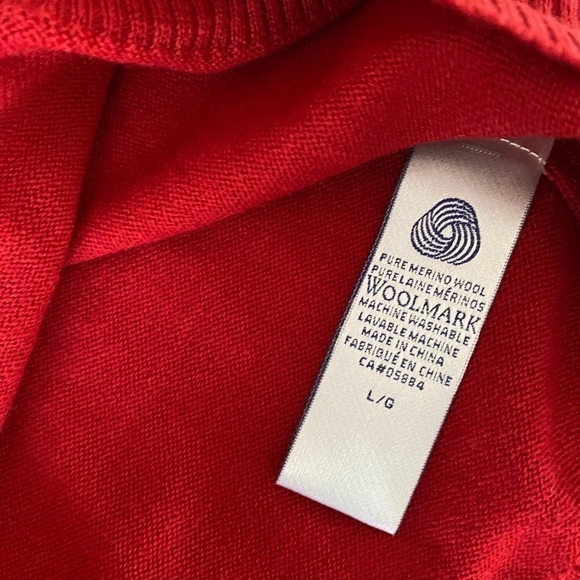 PURE MERINO WOOL
PURE LAINE MÉRINOS
WOOLMARK
MACHINE WASHABLE
LAVABLE MACHINE
MADE IN CHINA
FABRIQUÉ EN CHINE
CA#05884
L/G